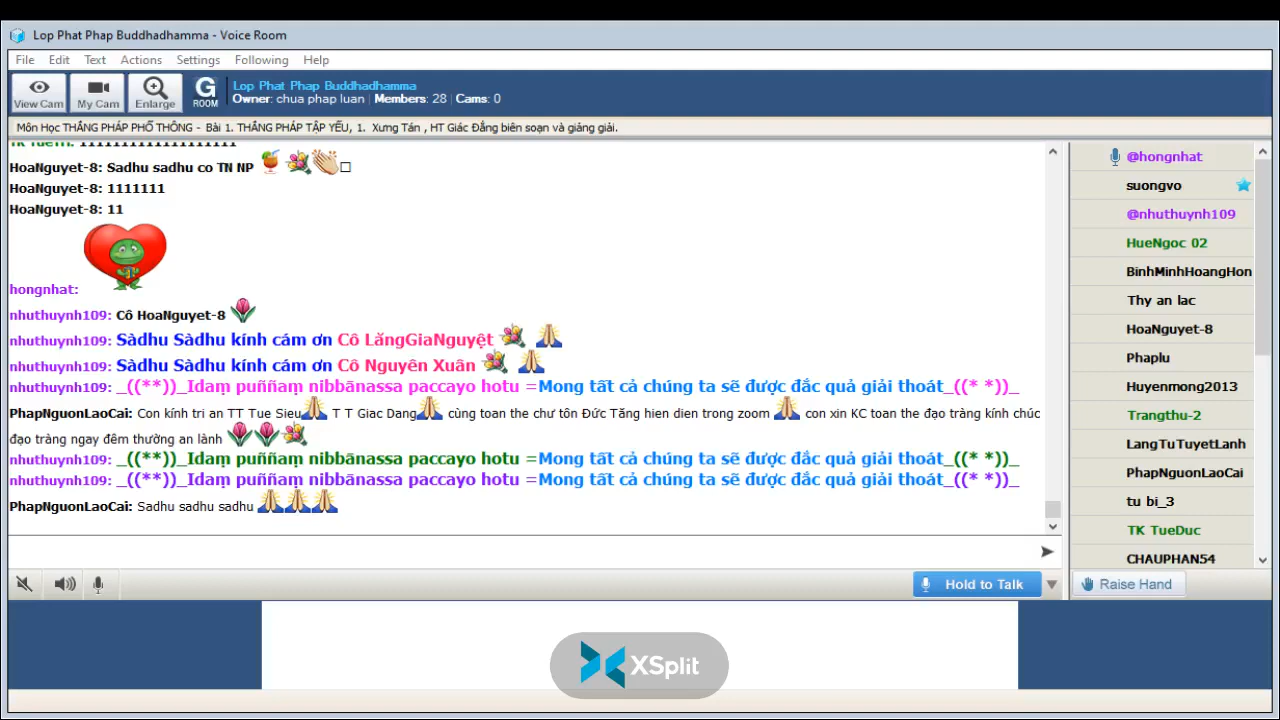 Lop Phat Phap Buddhadhamma - Voice Room
File Edit Text Actions Settings Following Help
View Cam My Cam Enlarge G ROOM
Lop Phat Phap Buddhadhamma
Owner: chua phap luan | Members: 28 | Cams: 0
Môn Học THẮNG PHÁP PHỔ THÔNG - Bài 1. THẮNG PHÁP TẬP YẾU, 1. Xưng Tán , HT Giác Đẳng biên soạn và giảng giải.
HoaNguyet-8: Sadhu sadhu co TN NP
HoaNguyet-8: 1111111
HoaNguyet-8: 11
hongnhat:
nhuthuynh109: Cô HoaNguyet-8
nhuthuynh109: Sàdhu Sàdhu kính cám ơn Cô LăngGiaNguyệt
nhuthuynh109: Sàdhu Sàdhu kính cám ơn Cô Nguyên Xuân
nhuthuynh109: _((**))_Idaṃ puññaṃ nibbānassa paccayo hotu =Mong tất cả chúng ta sẽ được đắc quả giải thoát_((* *))_
PhapNguonLaoCai: Con kính tri an TT Tue Sieu T T Giac Dang cùng toan the chư tôn Đức Tăng hien dien trong zoom con xin KC toan the đạo tràng kính chúc
đạo tràng ngay đêm thường an lành
nhuthuynh109: _((**))_Idaṃ puññaṃ nibbānassa paccayo hotu =Mong tất cả chúng ta sẽ được đắc quả giải thoát_((* *))_
nhuthuynh109: _((**))_Idaṃ puññaṃ nibbānassa paccayo hotu =Mong tất cả chúng ta sẽ được đắc quả giải thoát_((* *))_
PhapNguonLaoCai: Sadhu sadhu sadhu
@hongnhat
suongvo
@nhuthuynh109
HueNgoc 02
BinhMinhHoangHon
Thy an lac
HoaNguyet-8
Phaplu
Huyenmong2013
Trangthu-2
LangTuTuyetLanh
PhapNguonLaoCai
tu bi_3
TK TueDuc
CHAUPHAN54
Hold to Talk
Raise Hand
XSplit